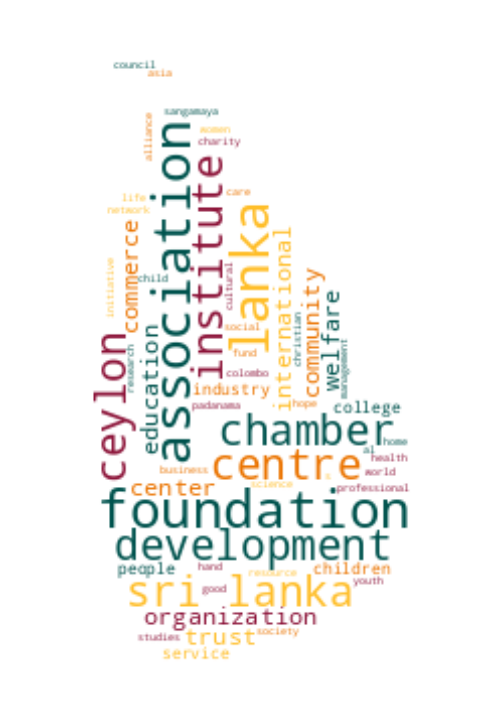 council
asia
sangamaya
alliance
women
charity
association
institute
life
care
network
lanka
commerce
international
initiative
child
cultural
community
welfare
christian
social
education
research
ceylon
fund
management
colombo
industry
padanama
hope
college
chamber
home
al
centre
health
business
world
s
science
center
professional
foundation
development
people
hand
resource
children
youth
good
sri lanka
organization
studies
trust
society
service